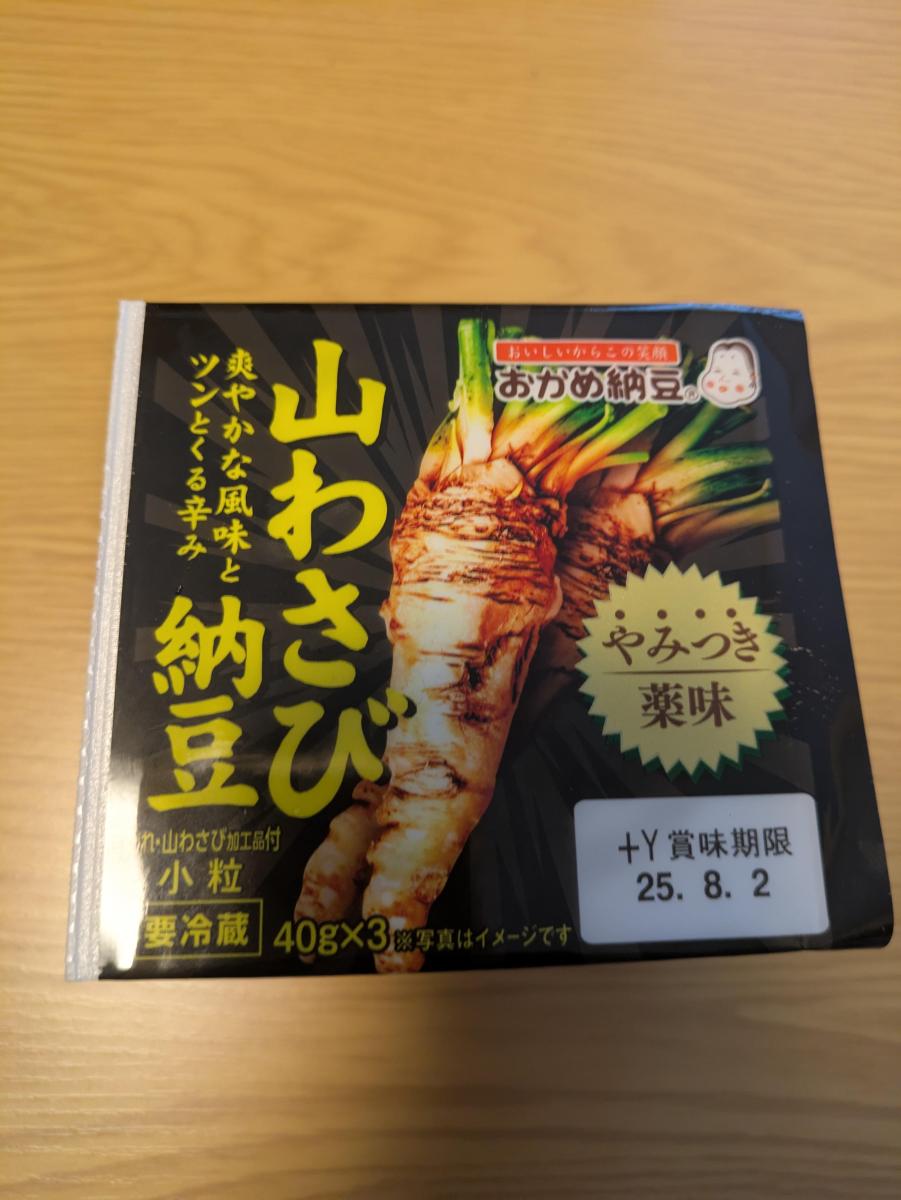 おいしいからこの笑顔
おかめ納豆®
山わさび
納豆
爽やかな風味と
ツンとくる辛み
やみつき
薬味
れ・山わさび加工品付
小粒
要冷蔵
40g×3
※写真はイメージです
+Y 賞味期限
25. 8. 2